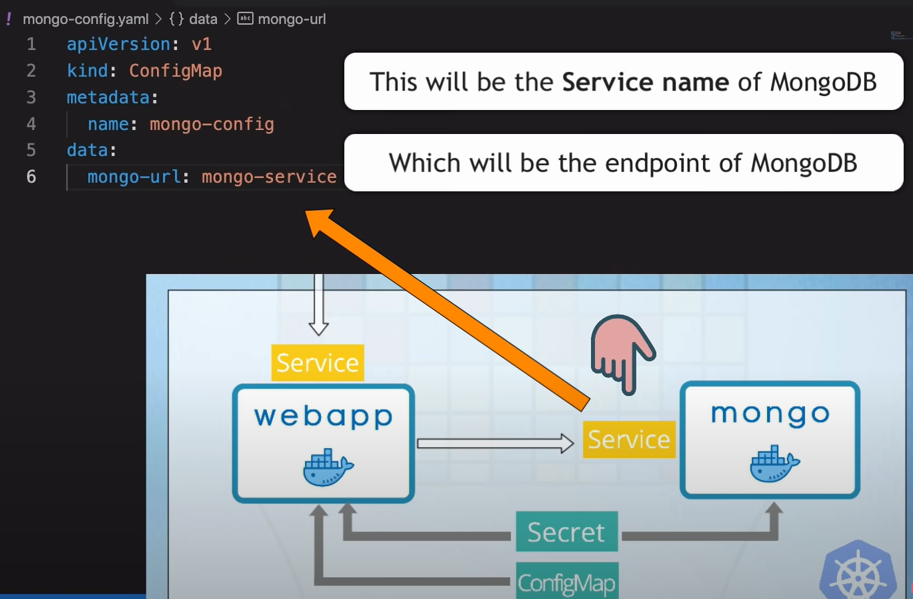 ! mongo-config.yaml > {} data > abc mongo-url
1 apiVersion: v1
2 kind: ConfigMap
3 metadata:
4 name: mongo-config
5 data:
6 mongo-url: mongo-service
This will be the Service name of MongoDB
Which will be the endpoint of MongoDB
Service
webapp
Service
mongo
Secret
ConfigMap